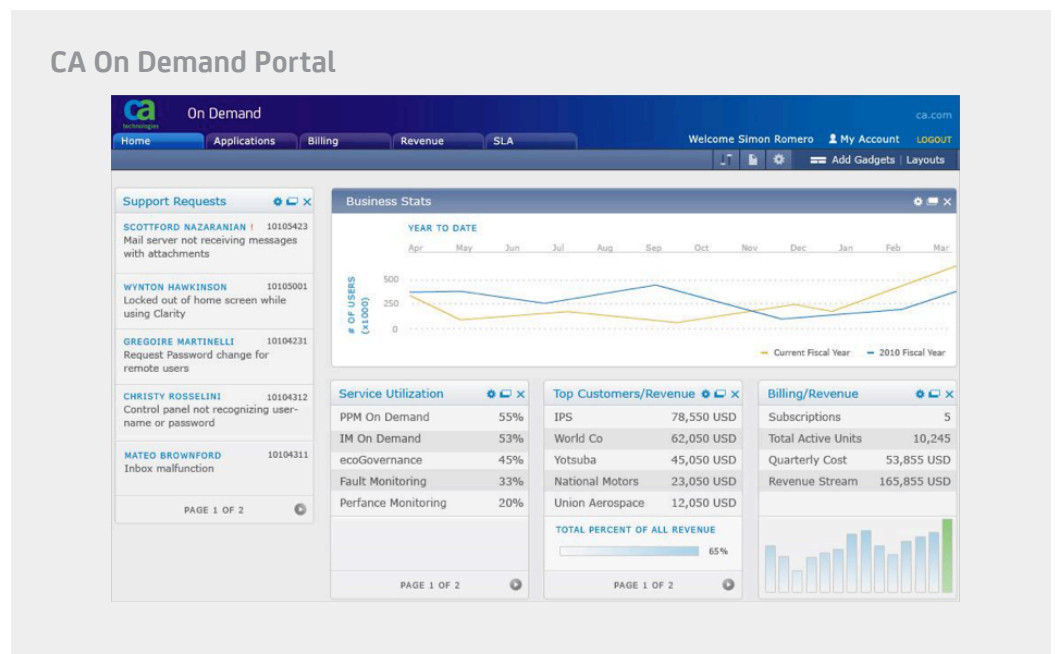 CA On Demand Portal
ca
technologies
On Demand
ca.com
Home
Applications
Billing
Revenue
SLA
Welcome Simon Romero
My Account
LOGOUT
Add Gadgets | Layouts
Support Requests
SCOTTFORD NAZARANIAN ! 10105423
Mail server not receiving messages
with attachments
WYNTON HAWKINSON 10105001
Locked out of home screen while
using Clarity
GREGOIRE MARTINELLI 10104231
Request Password change for
remote users
CHRISTY ROSSELINI 10104312
Control panel not recognizing user-
name or password
MATEO BROWNFORD 10104311
Inbox malfunction
PAGE 1 OF 2
Business Stats
YEAR TO DATE
Apr May Jun Jul Aug Sep Oct Nov Dec Jan Feb Mar
# OF USERS
(x1000)
500
250
0
Current Fiscal Year
2010 Fiscal Year
Service Utilization
PPM On Demand 55%
IM On Demand 53%
ecoGovernance 45%
Fault Monitoring 33%
Perfance Monitoring 20%
PAGE 1 OF 2
Top Customers/Revenue
IPS 78,550 USD
World Co 62,050 USD
Yotsuba 45,050 USD
National Motors 23,050 USD
Union Aerospace 12,050 USD
TOTAL PERCENT OF ALL REVENUE
65%
PAGE 1 OF 2
Billing/Revenue
Subscriptions 5
Total Active Units 10,245
Quarterly Cost 53,855 USD
Revenue Stream 165,855 USD